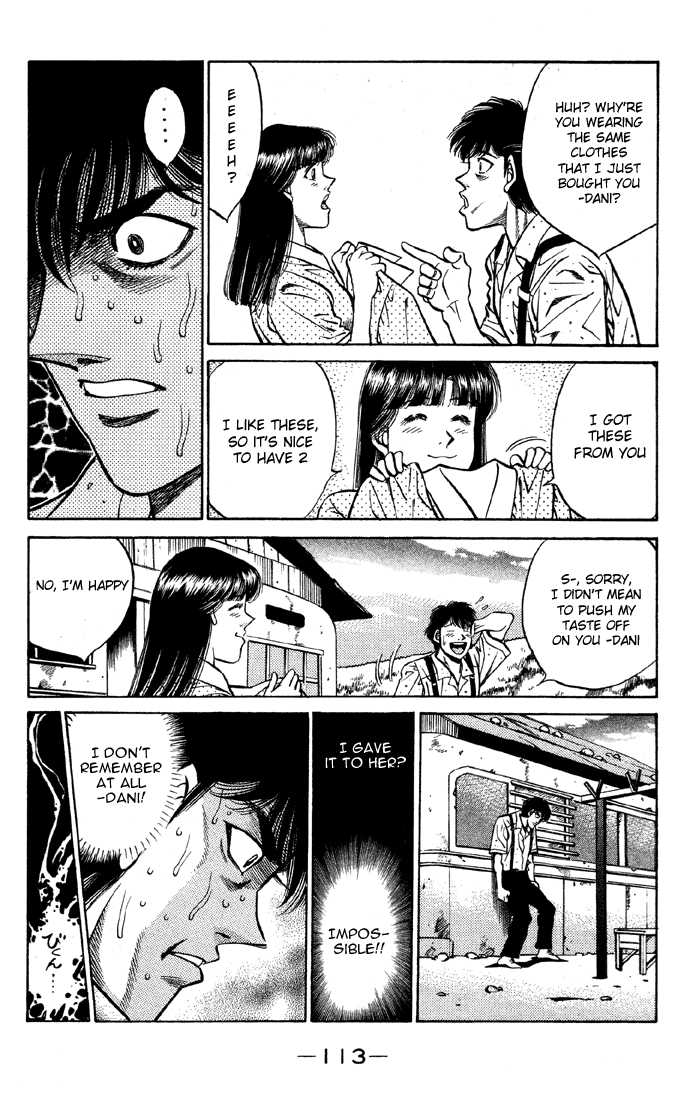 HUH? WHY'RE
YOU WEARING
THE SAME
CLOTHES
THAT I JUST
BOUGHT YOU
-DANI?
EEEEEH?
....
I GOT
THESE
FROM YOU
I LIKE THESE,
SO IT'S NICE
TO HAVE 2
S-, SORRY,
I DIDN'T MEAN
TO PUSH MY
TASTE OFF
ON YOU -DANI
NO, I'M HAPPY
I GAVE
IT TO HER?
IMPOS-
SIBLE!!
I DON'T
REMEMBER
AT ALL
-DANI!
びくん....
—113—